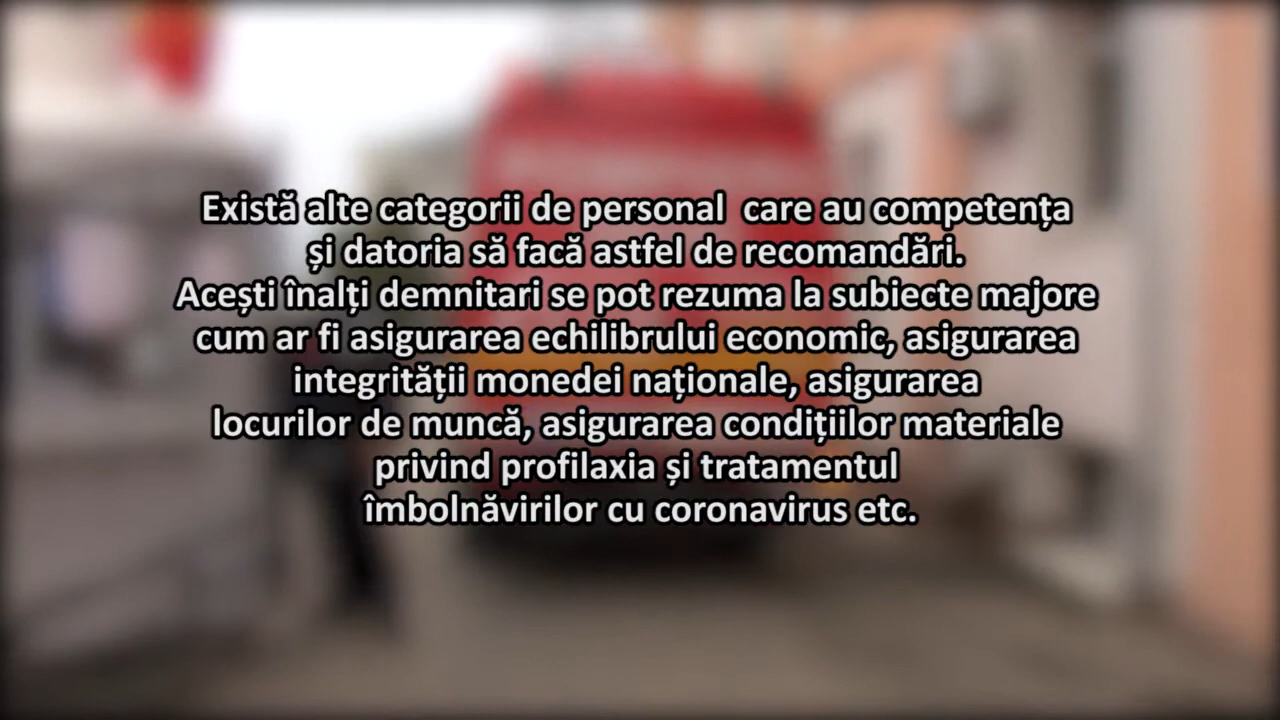 Există alte categorii de personal  care au competența
și datoria să facă astfel de recomandări.
Acești înalți demnitari se pot rezuma la subiecte majore
cum ar fi asigurarea echilibrului economic, asigurarea
integrității monedei naționale, asigurarea
locurilor de muncă, asigurarea condițiilor materiale
privind profilaxia și tratamentul
îmbolnăvirilor cu coronavirus etc.